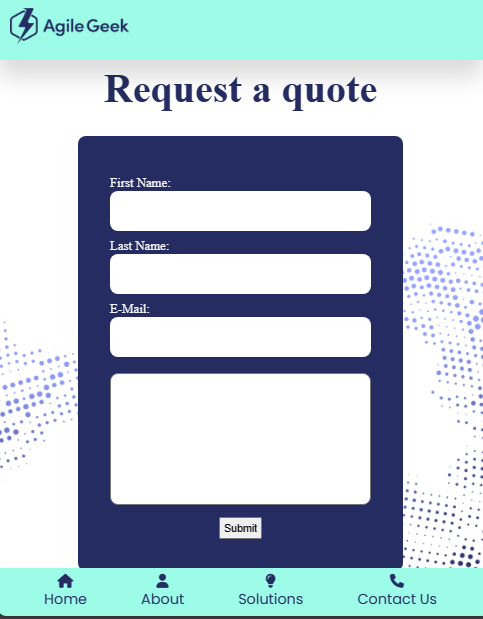 Agile Geek
Request a quote
First Name:
Last Name:
E-Mail:
Submit
Home About Solutions Contact Us